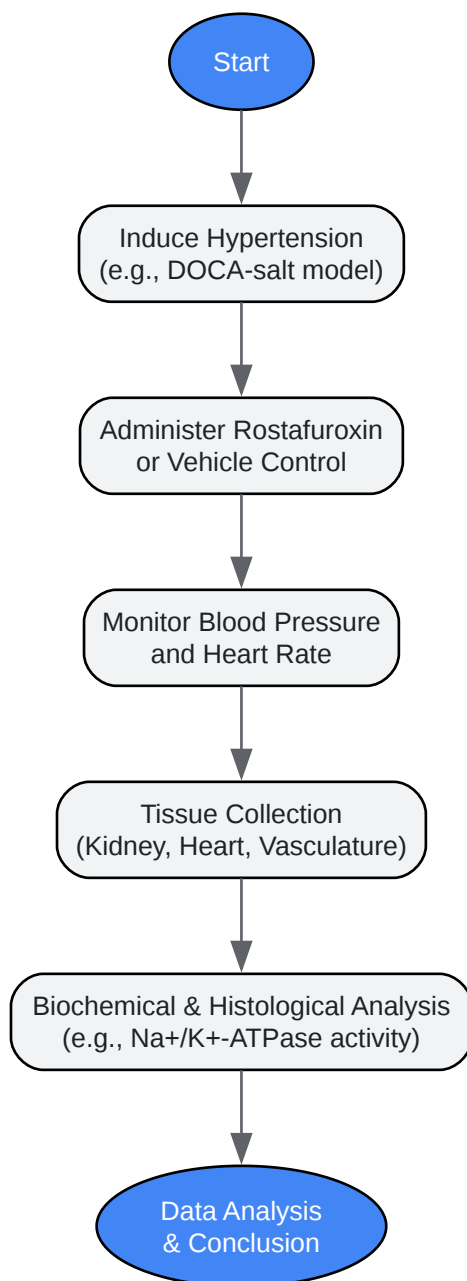 Start
Induce Hypertension
(e.g., DOCA-salt model)
Administer Rostafuroxin
or Vehicle Control
Monitor Blood Pressure
and Heart Rate
Tissue Collection
(Kidney, Heart, Vasculature)
Biochemical & Histological Analysis
(e.g., Na+/K+-ATPase activity)
Data Analysis
& Conclusion